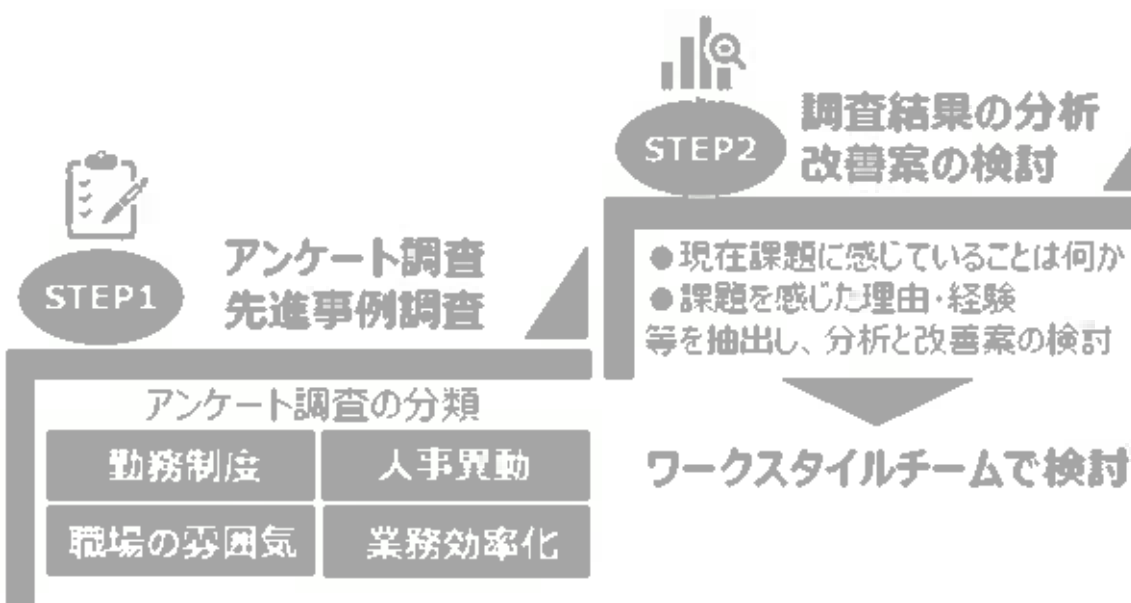 STEP1
アンケート調査
先進事例調査
アンケート調査の分類
勤務制度
人事異動
職場の雰囲気
業務効率化
STEP2
調査結果の分析
改善案の検討
●現在課題に感じていることは何か
●課題を感じた理由・経験
等を抽出し、分析と改善案の検討
ワークスタイルチームで検討